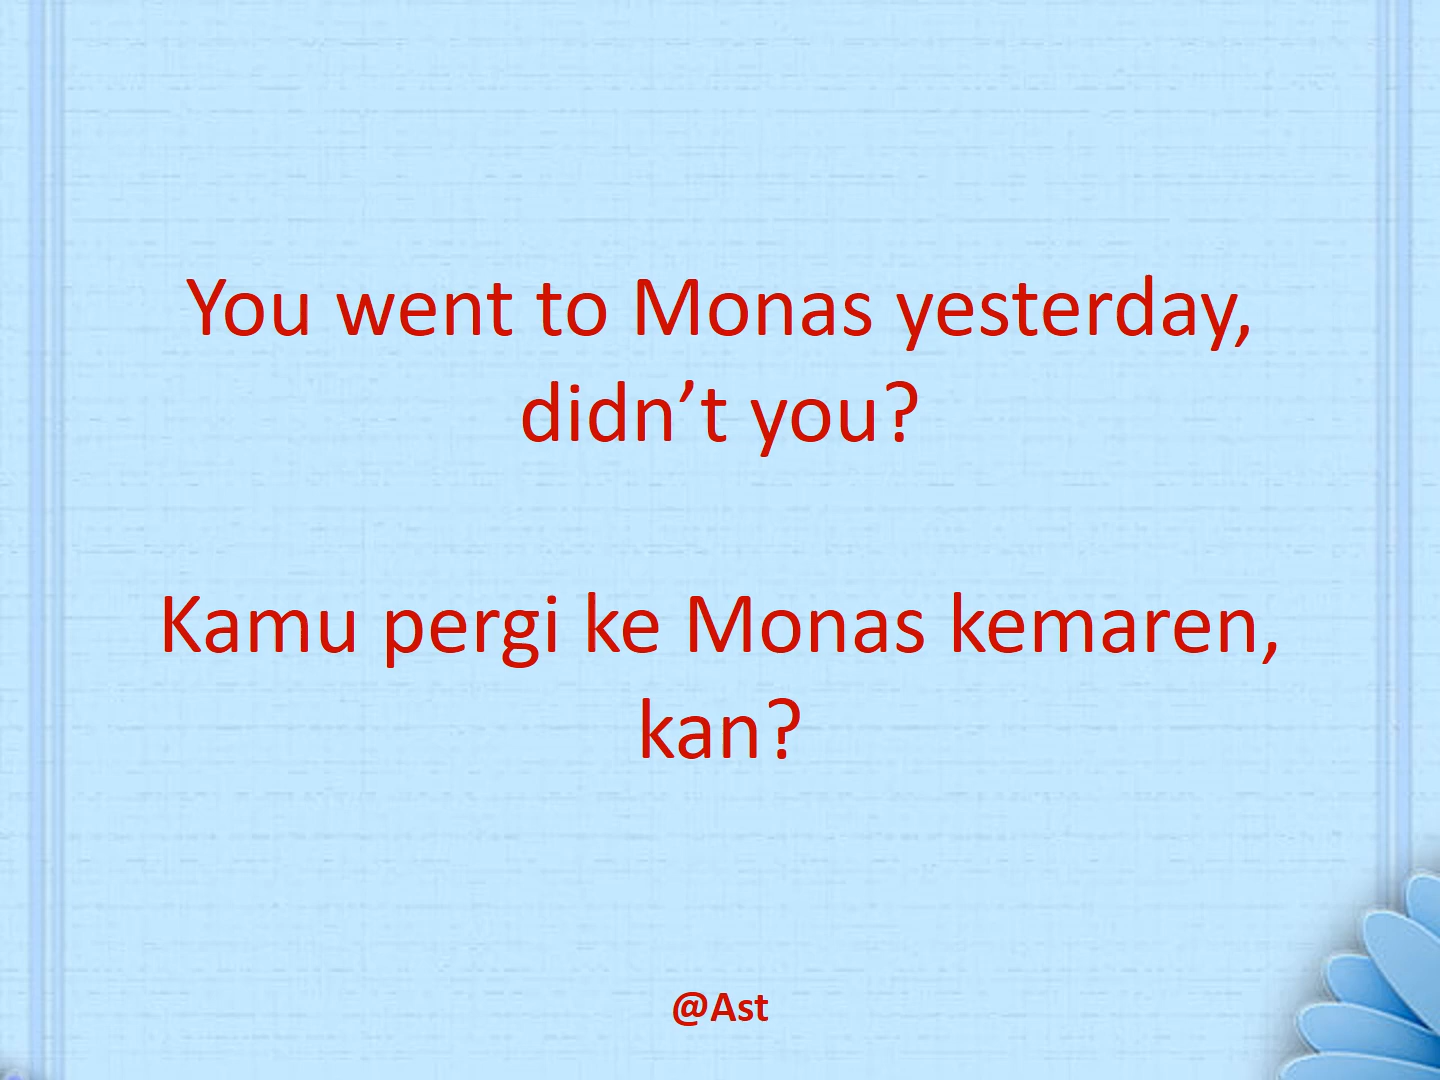 You went to Monas yesterday,
didn’t you?
Kamu pergi ke Monas kemaren,
kan?
@Ast